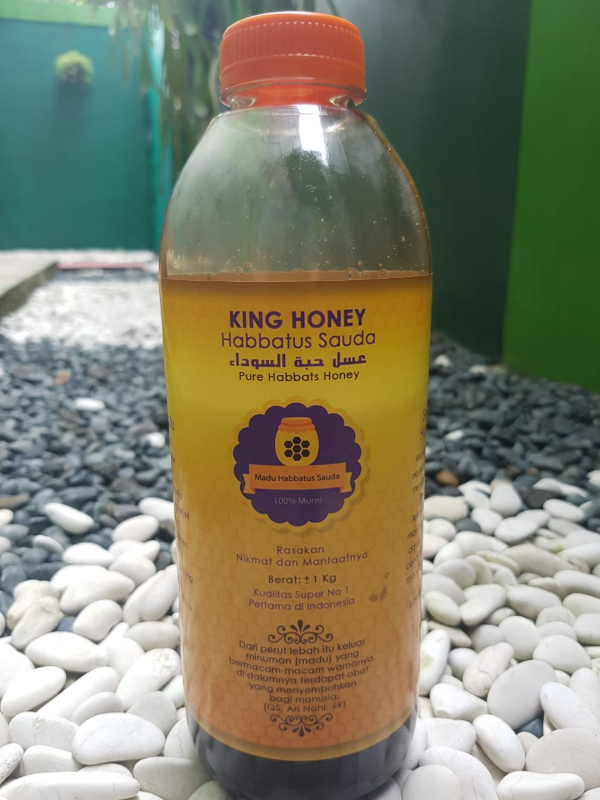 KING HONEY
Habbatus Sauda
عسل حبة السوداء
Pure Habbats Honey
Madu Habbatus Sauda
100% Murni
Rasakan
Nikmat dan Manfaatnya
Berat: ± 1 Kg
Kualitas Super No 1
Pertama di Indonesia
Dari perut lebah itu keluar
minuman (madu) yang
bermacam-macam warnanya,
di dalamnya terdapat obat
yang menyembuhkan
bagi manusia.
(QS. An Nahl: 69)